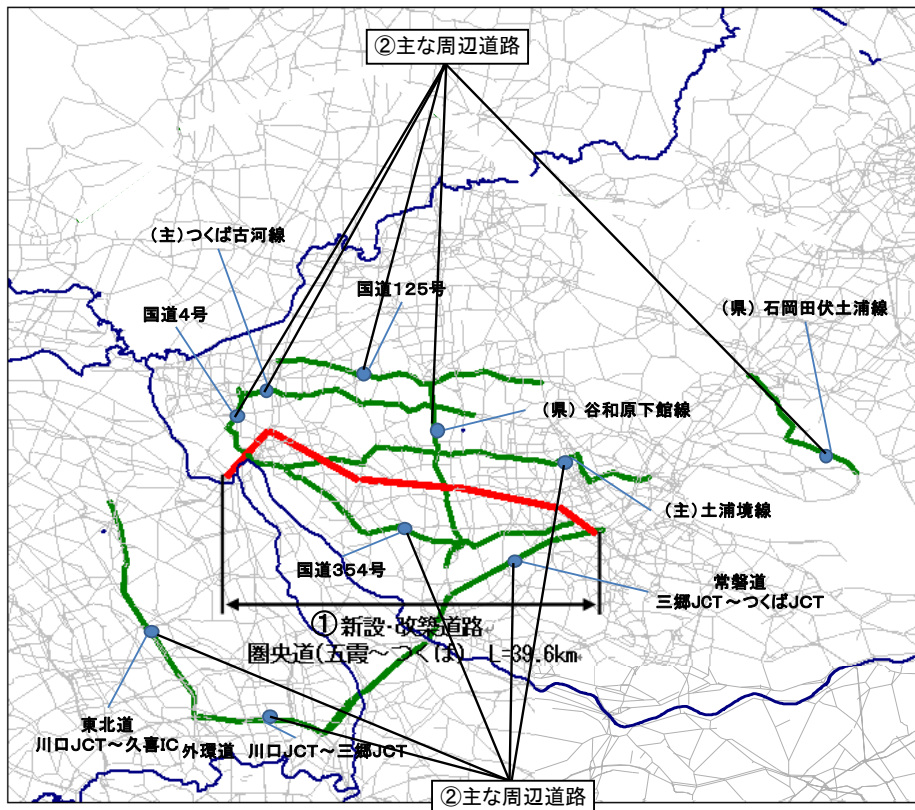 ②主な周辺道路
(主)つくば古河線
国道125号
国道4号
(県) 石岡田伏土浦線
(県) 谷和原下館線
(主)土浦境線
国道354号
常磐道
三郷JCT～つくばJCT
①新設・改築道路
圏央道(五霞～つくば) L=39.6km
東北道
川口JCT～久喜IC
外環道 川口JCT～三郷JCT
②主な周辺道路